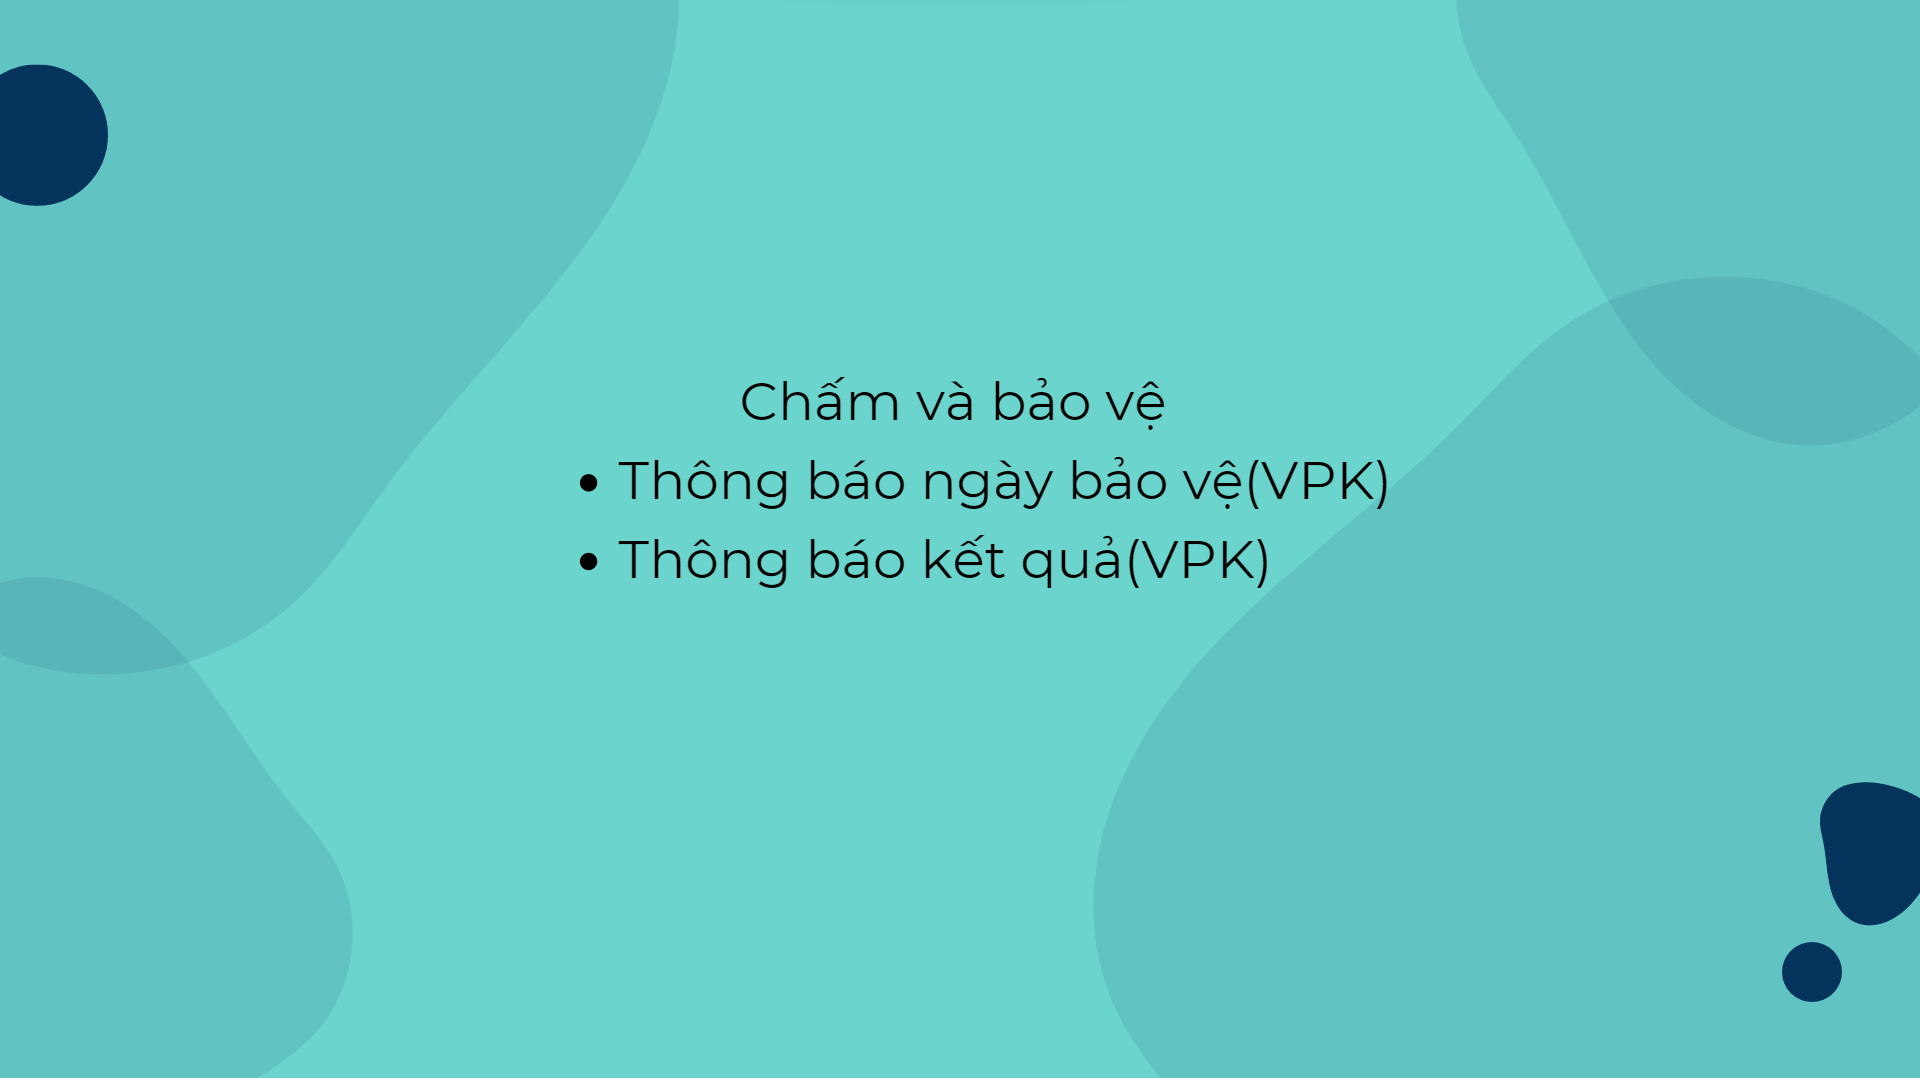 Chấm và bảo vệ
• Thông báo ngày bảo vệ(VPK)
• Thông báo kết quả(VPK)